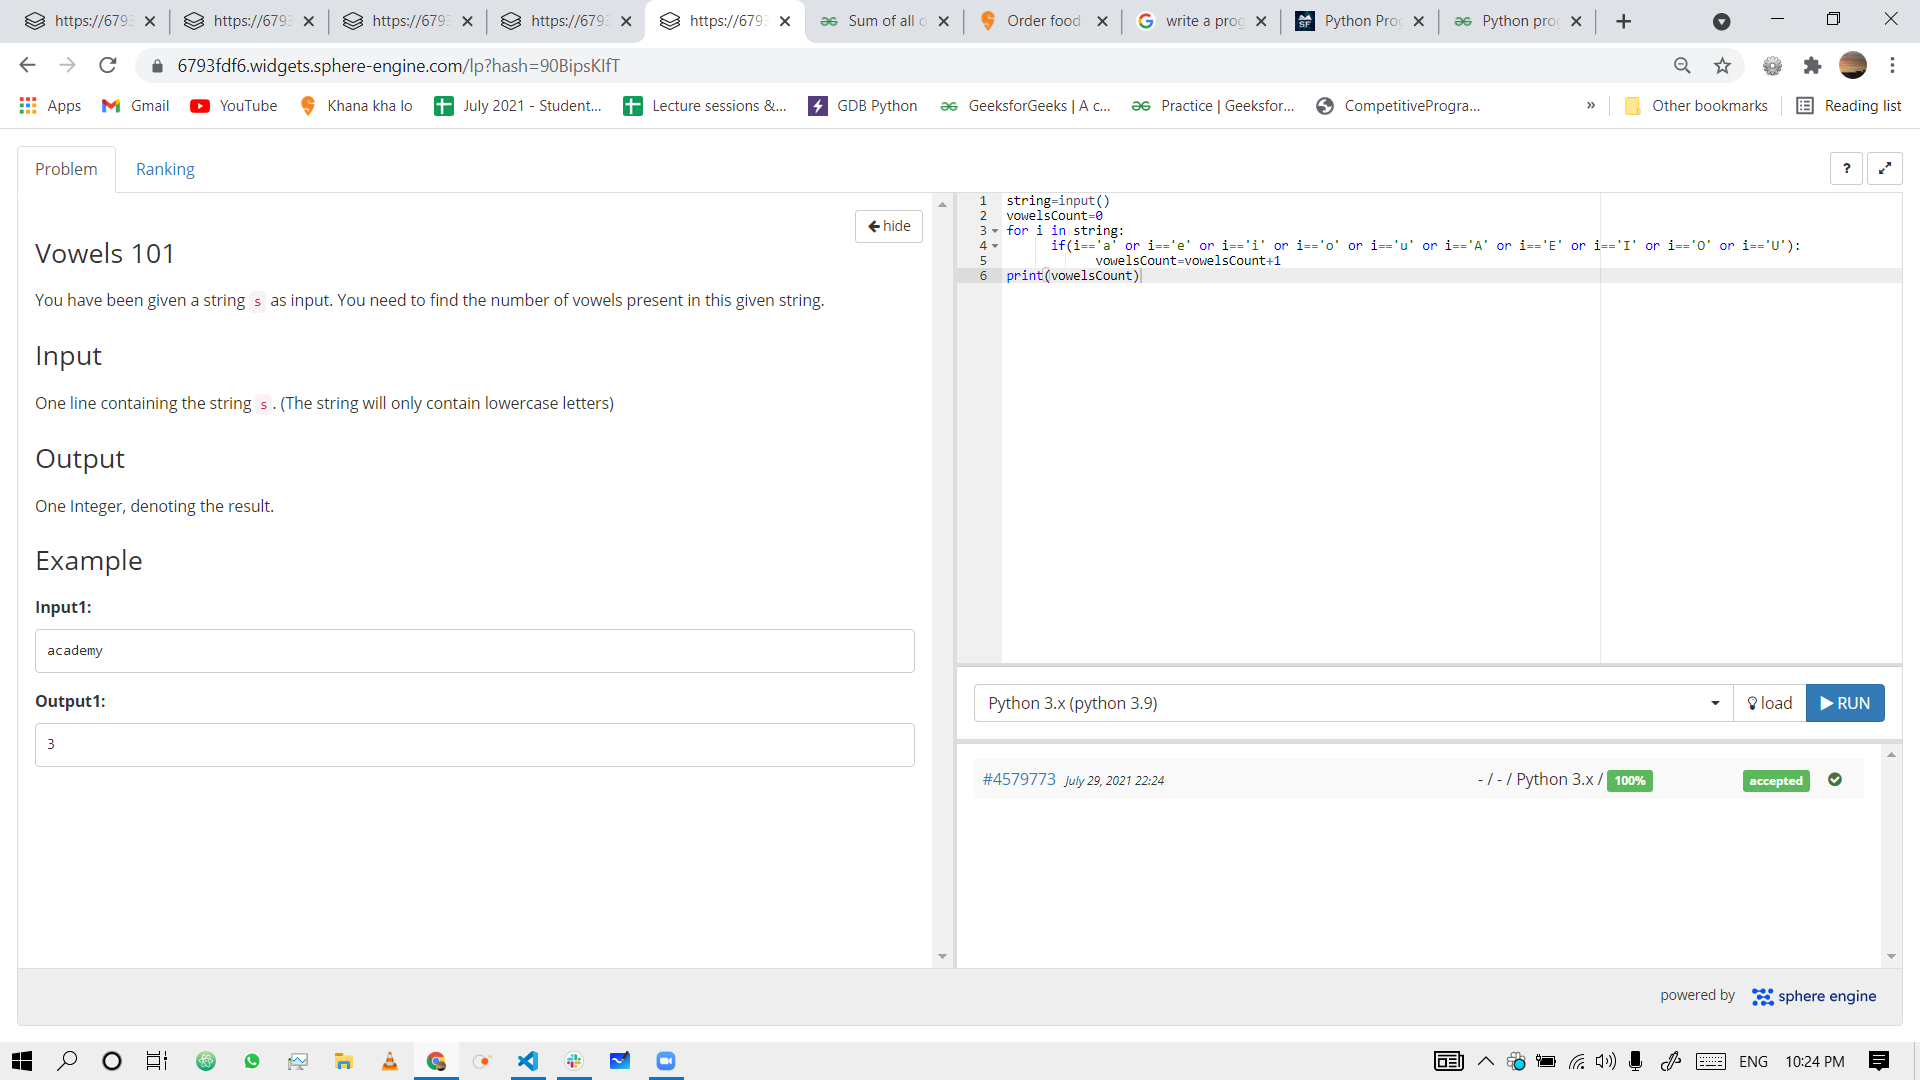 https://679
https://679
https://679
https://679
https://679
Sum of all o
Order food
write a prog
Python Pro
Python prog
6793fdf6.widgets.sphere-engine.com/lp?hash=90BipsKIfT
Apps Gmail YouTube Khana kha lo July 2021 - Student... Lecture sessions &... GDB Python GeeksforGeeks | A c... Practice | Geeksfor... CompetitiveProgra... » Other bookmarks Reading list
Problem Ranking ?
hide
Vowels 101
You have been given a string s as input. You need to find the number of vowels present in this given string.
Input
One line containing the string s. (The string will only contain lowercase letters)
Output
One Integer, denoting the result.
Example
Input1:
academy
Output1:
3
1 string=input()
2 vowelsCount=0
3 for i in string:
4 if(i=='a' or i=='e' or i=='i' or i=='o' or i=='u' or i=='A' or i=='E' or i=='I' or i=='O' or i=='U'):
5 vowelsCount=vowelsCount+1
6 print(vowelsCount)
Python 3.x (python 3.9) load RUN
#4579773 July 29, 2021 22:24 - / - / Python 3.x / 100% accepted
powered by sphere engine
ENG 10:24 PM